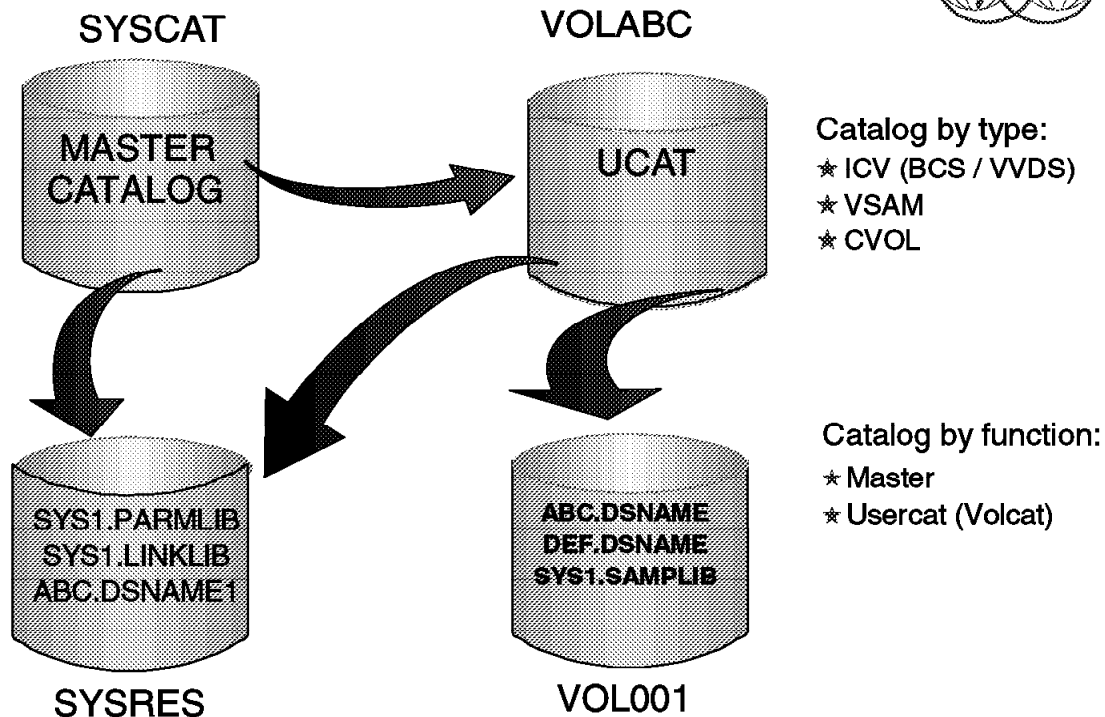 SYSCAT
VOLABC
MASTER
CATALOG
UCAT
Catalog by type:
★ ICV (BCS / VVDS)
★ VSAM
★ CVOL
SYS1.PARMLIB
SYS1.LINKLIB
ABC.DSNAME1
ABC.DSNAME
DEF.DSNAME
SYS1.SAMPLIB
Catalog by function:
★ Master
★ Usercat (Volcat)
SYSRES
VOL001